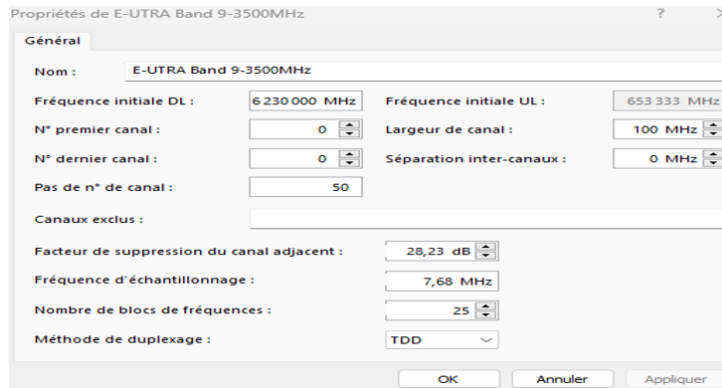 Propriétés de E-UTRA Band 9-3500MHz ?
Général
Nom : E-UTRA Band 9-3500MHz
Fréquence initiale DL : 6 230 000 MHz Fréquence initiale UL : 653 333 MHz
N° premier canal : 0 Largeur de canal : 100 MHz
N° dernier canal : 0 Séparation inter-canaux : 0 MHz
Pas de n° de canal : 50
Canaux exclus :
Facteur de suppression du canal adjacent : 28,23 dB
Fréquence d'échantillonnage : 7,68 MHz
Nombre de blocs de fréquences : 25
Méthode de duplexage : TDD
OK Annuler Appliquer